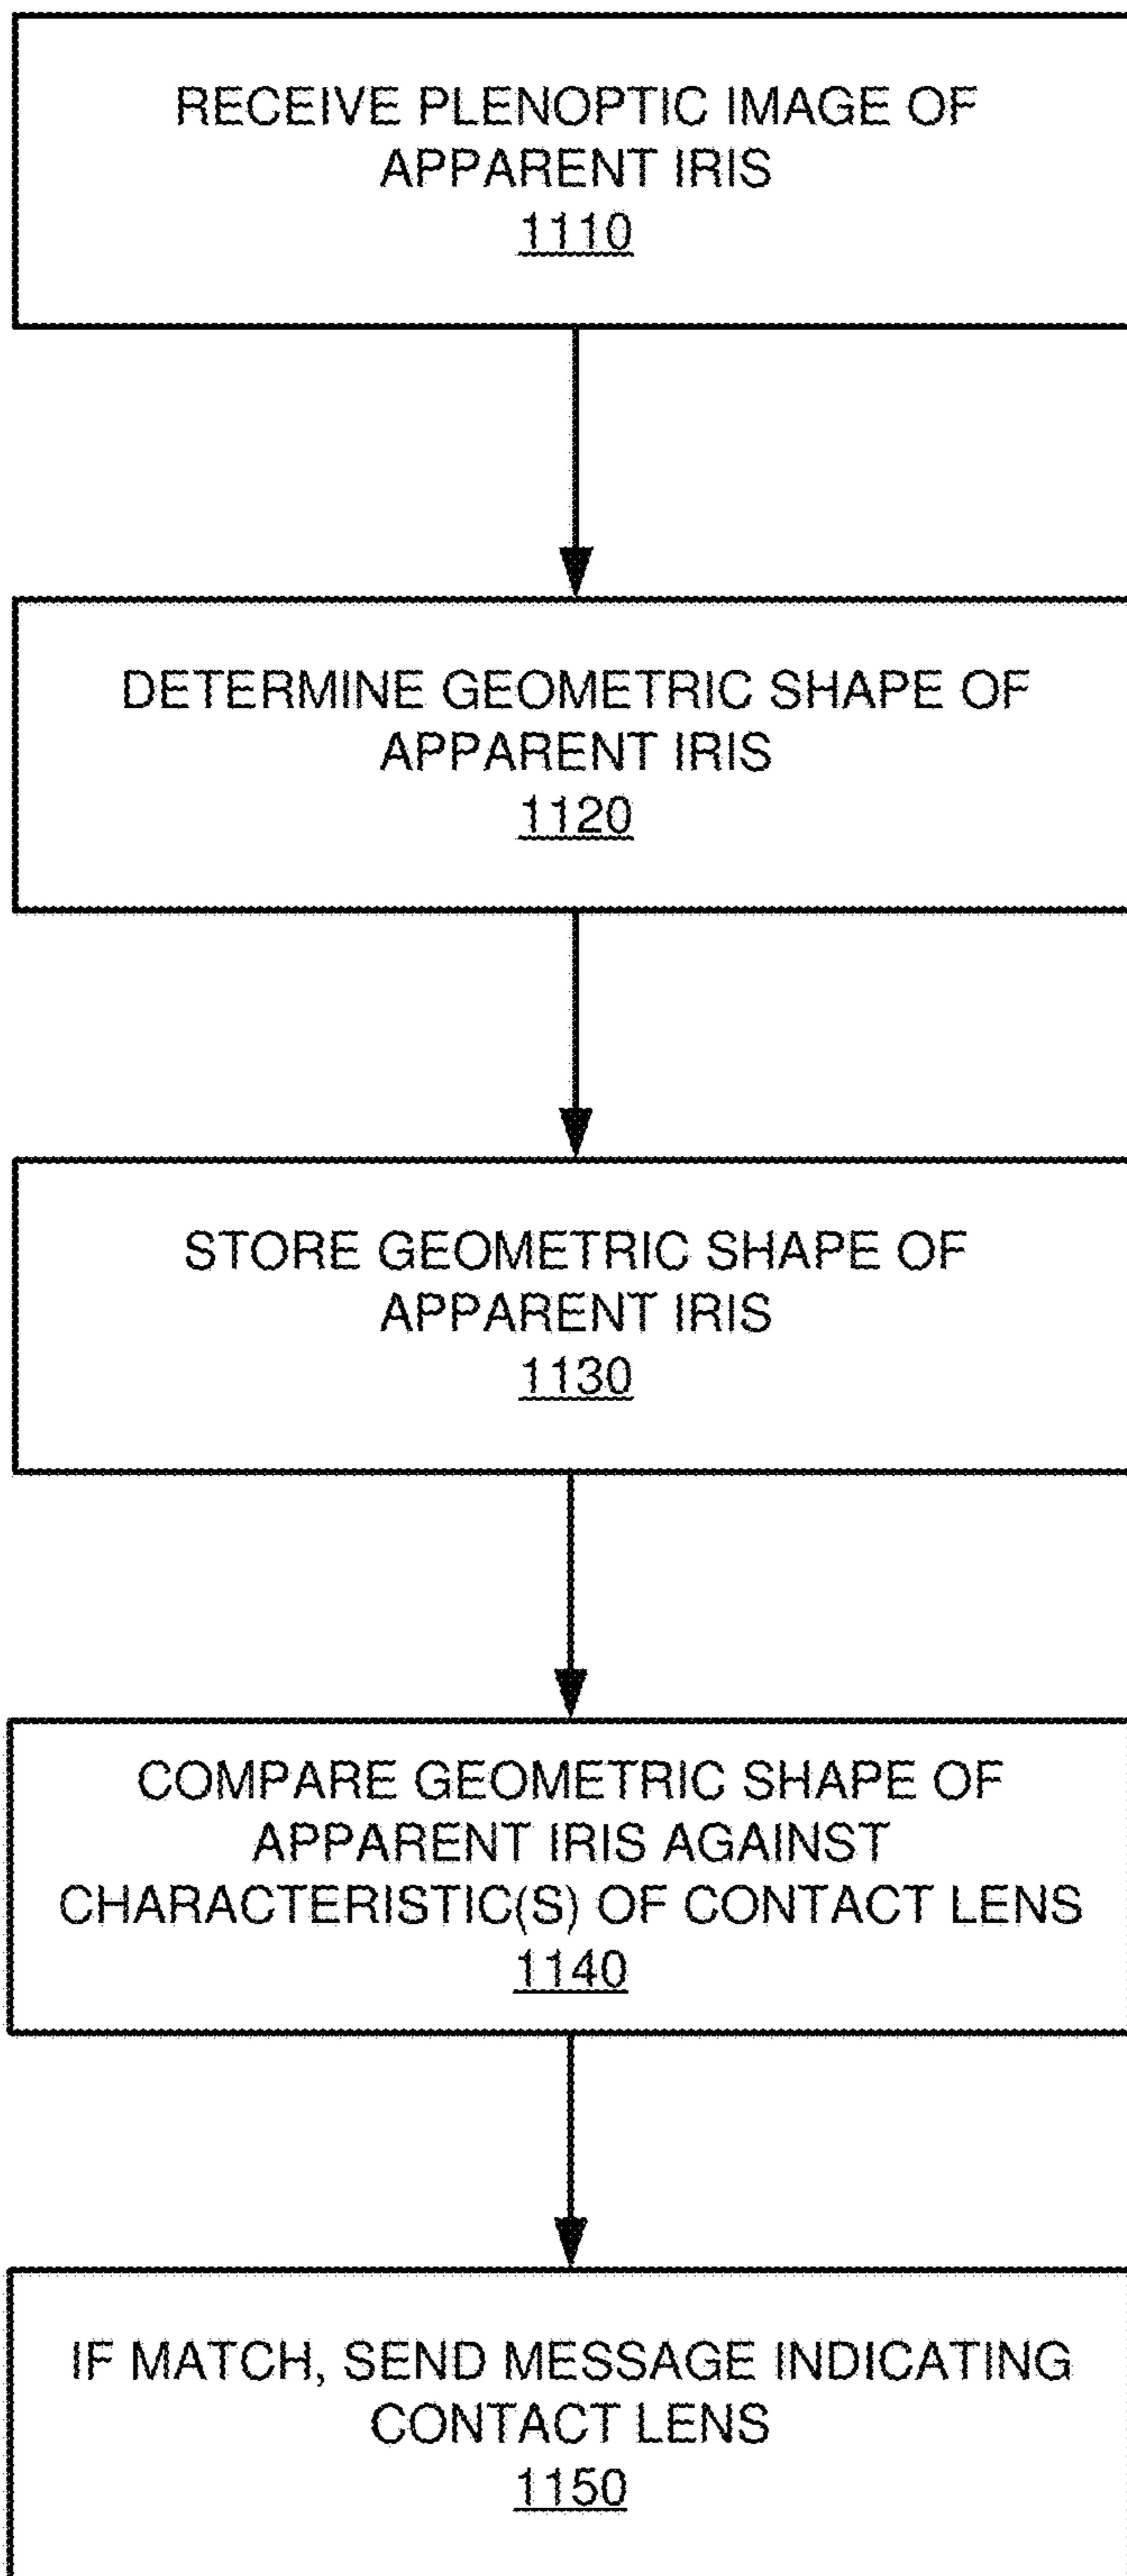 RECEIVE PLENOPTIC IMAGE OF
APPARENT IRIS
1110
DETERMINE GEOMETRIC SHAPE OF
APPARENT IRIS
1120
STORE GEOMETRIC SHAPE OF
APPARENT IRIS
1130
COMPARE GEOMETRIC SHAPE OF
APPARENT IRIS AGAINST
CHARACTERISTIC(S) OF CONTACT LENS
1140
IF MATCH, SEND MESSAGE INDICATING
CONTACT LENS
1150